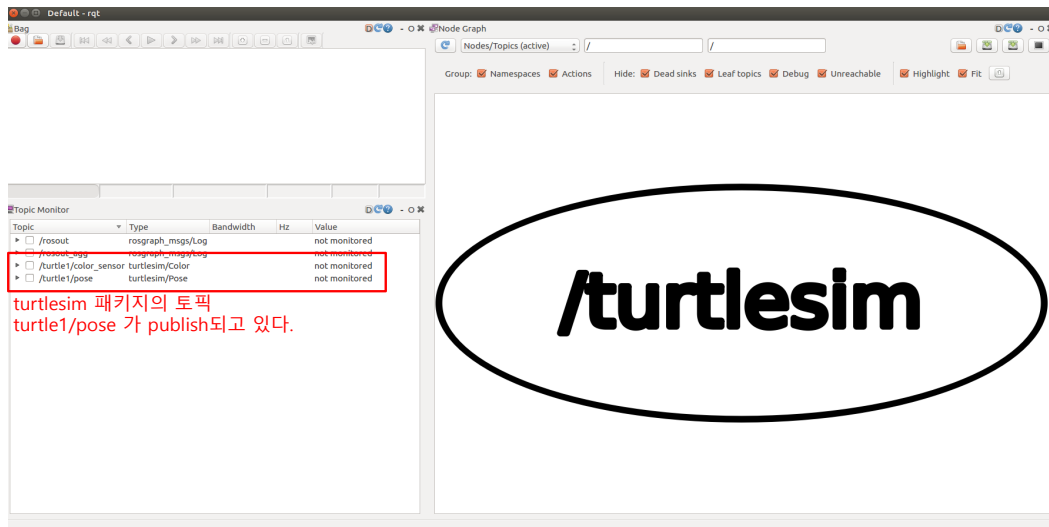 Default - rqt
Bag
Node Graph
Nodes/Topics (active)
/
/
Group: Namespaces Actions Hide: Dead sinks Leaf topics Debug Unreachable Highlight Fit
Topic Monitor
Topic Type Bandwidth Hz Value
/rosout rosgraph_msgs/Log not monitored
/rosout_agg rosgraph_msgs/Log not monitored
/turtle1/color_sensor turtlesim/Color not monitored
/turtle1/pose turtlesim/Pose not monitored
turtlesim 패키지의 토픽
turtle1/pose 가 publish되고 있다.
/turtlesim